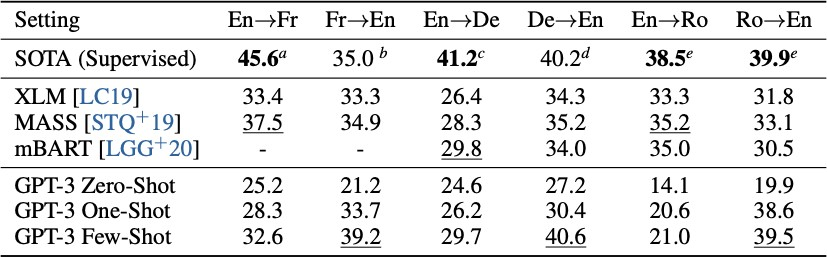 Setting En→Fr Fr→En En→De De→En En→Ro Ro→En
SOTA (Supervised) 45.6ᵃ 35.0 ᵇ 41.2ᶜ 40.2ᵈ 38.5ᵉ 39.9ᵉ
XLM [LC19] 33.4 33.3 26.4 34.3 33.3 31.8
MASS [STQ⁺19] 37.5 34.9 28.3 35.2 35.2 33.1
mBART [LGG⁺20] - - 29.8 34.0 35.0 30.5
GPT-3 Zero-Shot 25.2 21.2 24.6 27.2 14.1 19.9
GPT-3 One-Shot 28.3 33.7 26.2 30.4 20.6 38.6
GPT-3 Few-Shot 32.6 39.2 29.7 40.6 21.0 39.5